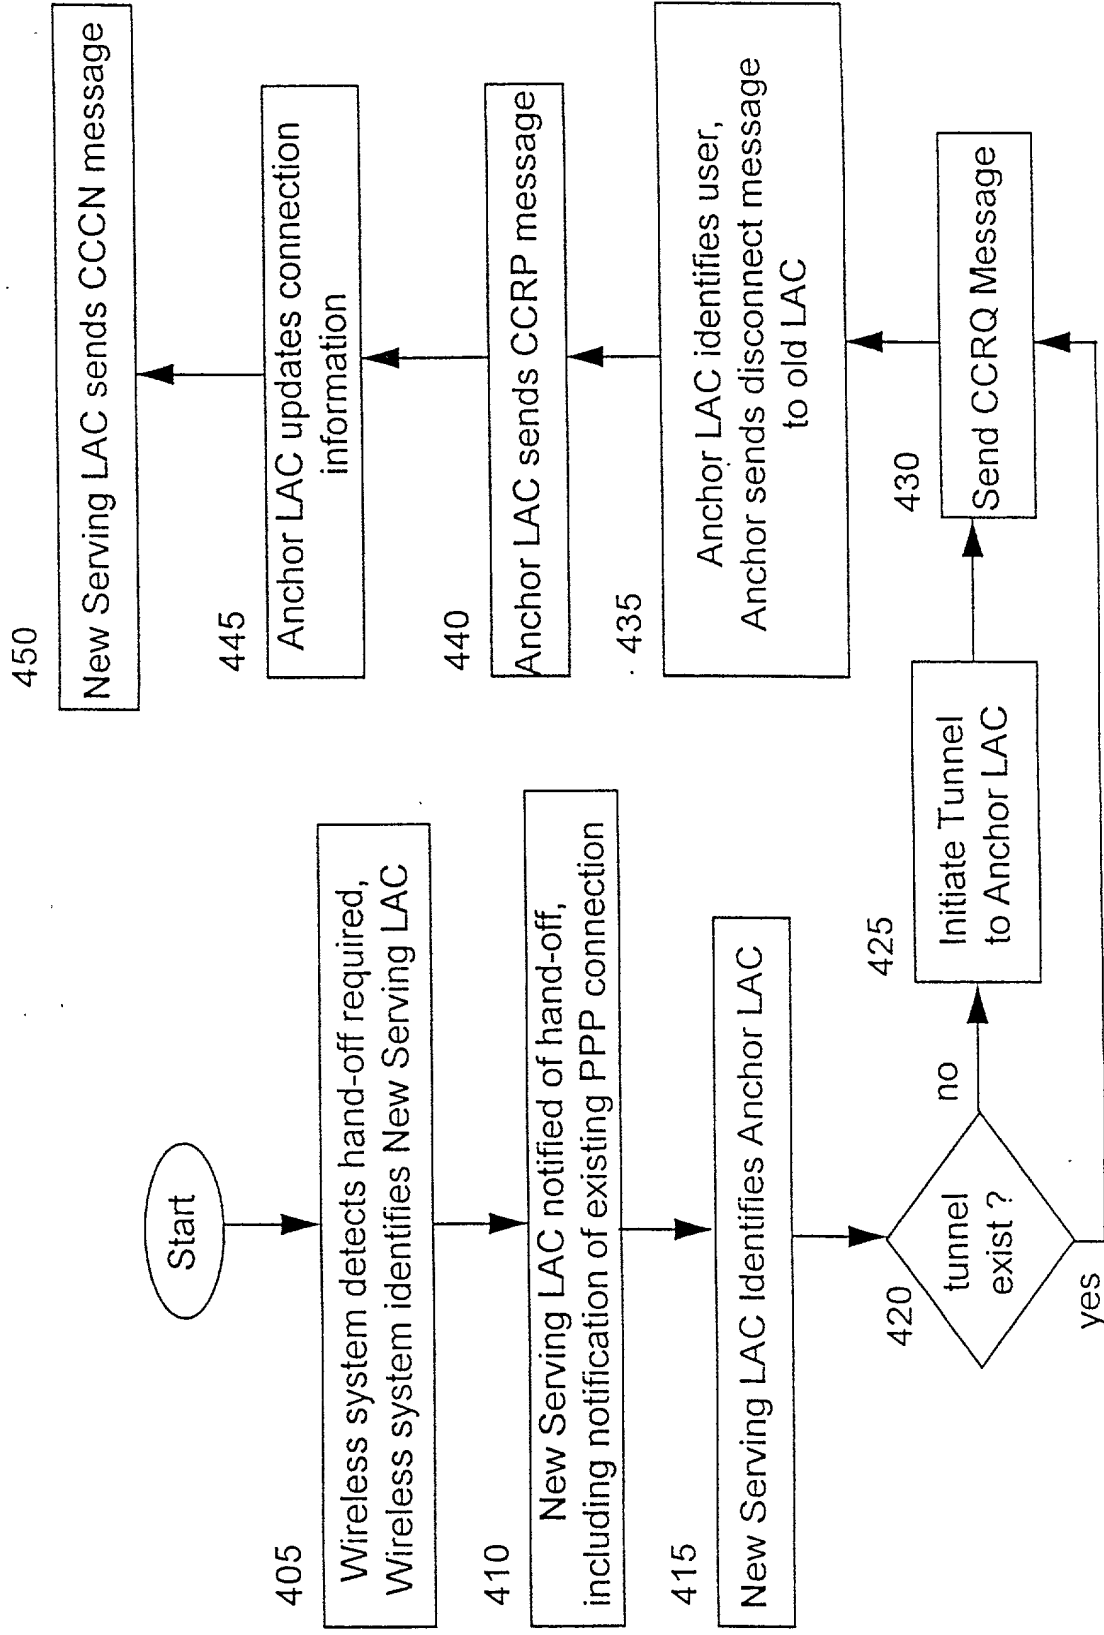 Start
405
Wireless system detects hand-off required,
Wireless system identifies New Serving LAC
410
New Serving LAC notified of hand-off,
including notification of existing PPP connection
415
New Serving LAC Identifies Anchor LAC
420
tunnel
exist ?
no
yes
425
Initiate Tunnel
to Anchor LAC
430
Send CCRQ Message
435
Anchor LAC identifies user,
Anchor sends disconnect message
to old LAC
440
Anchor LAC sends CCRP message
445
Anchor LAC updates connection
information
450
New Serving LAC sends CCCN message